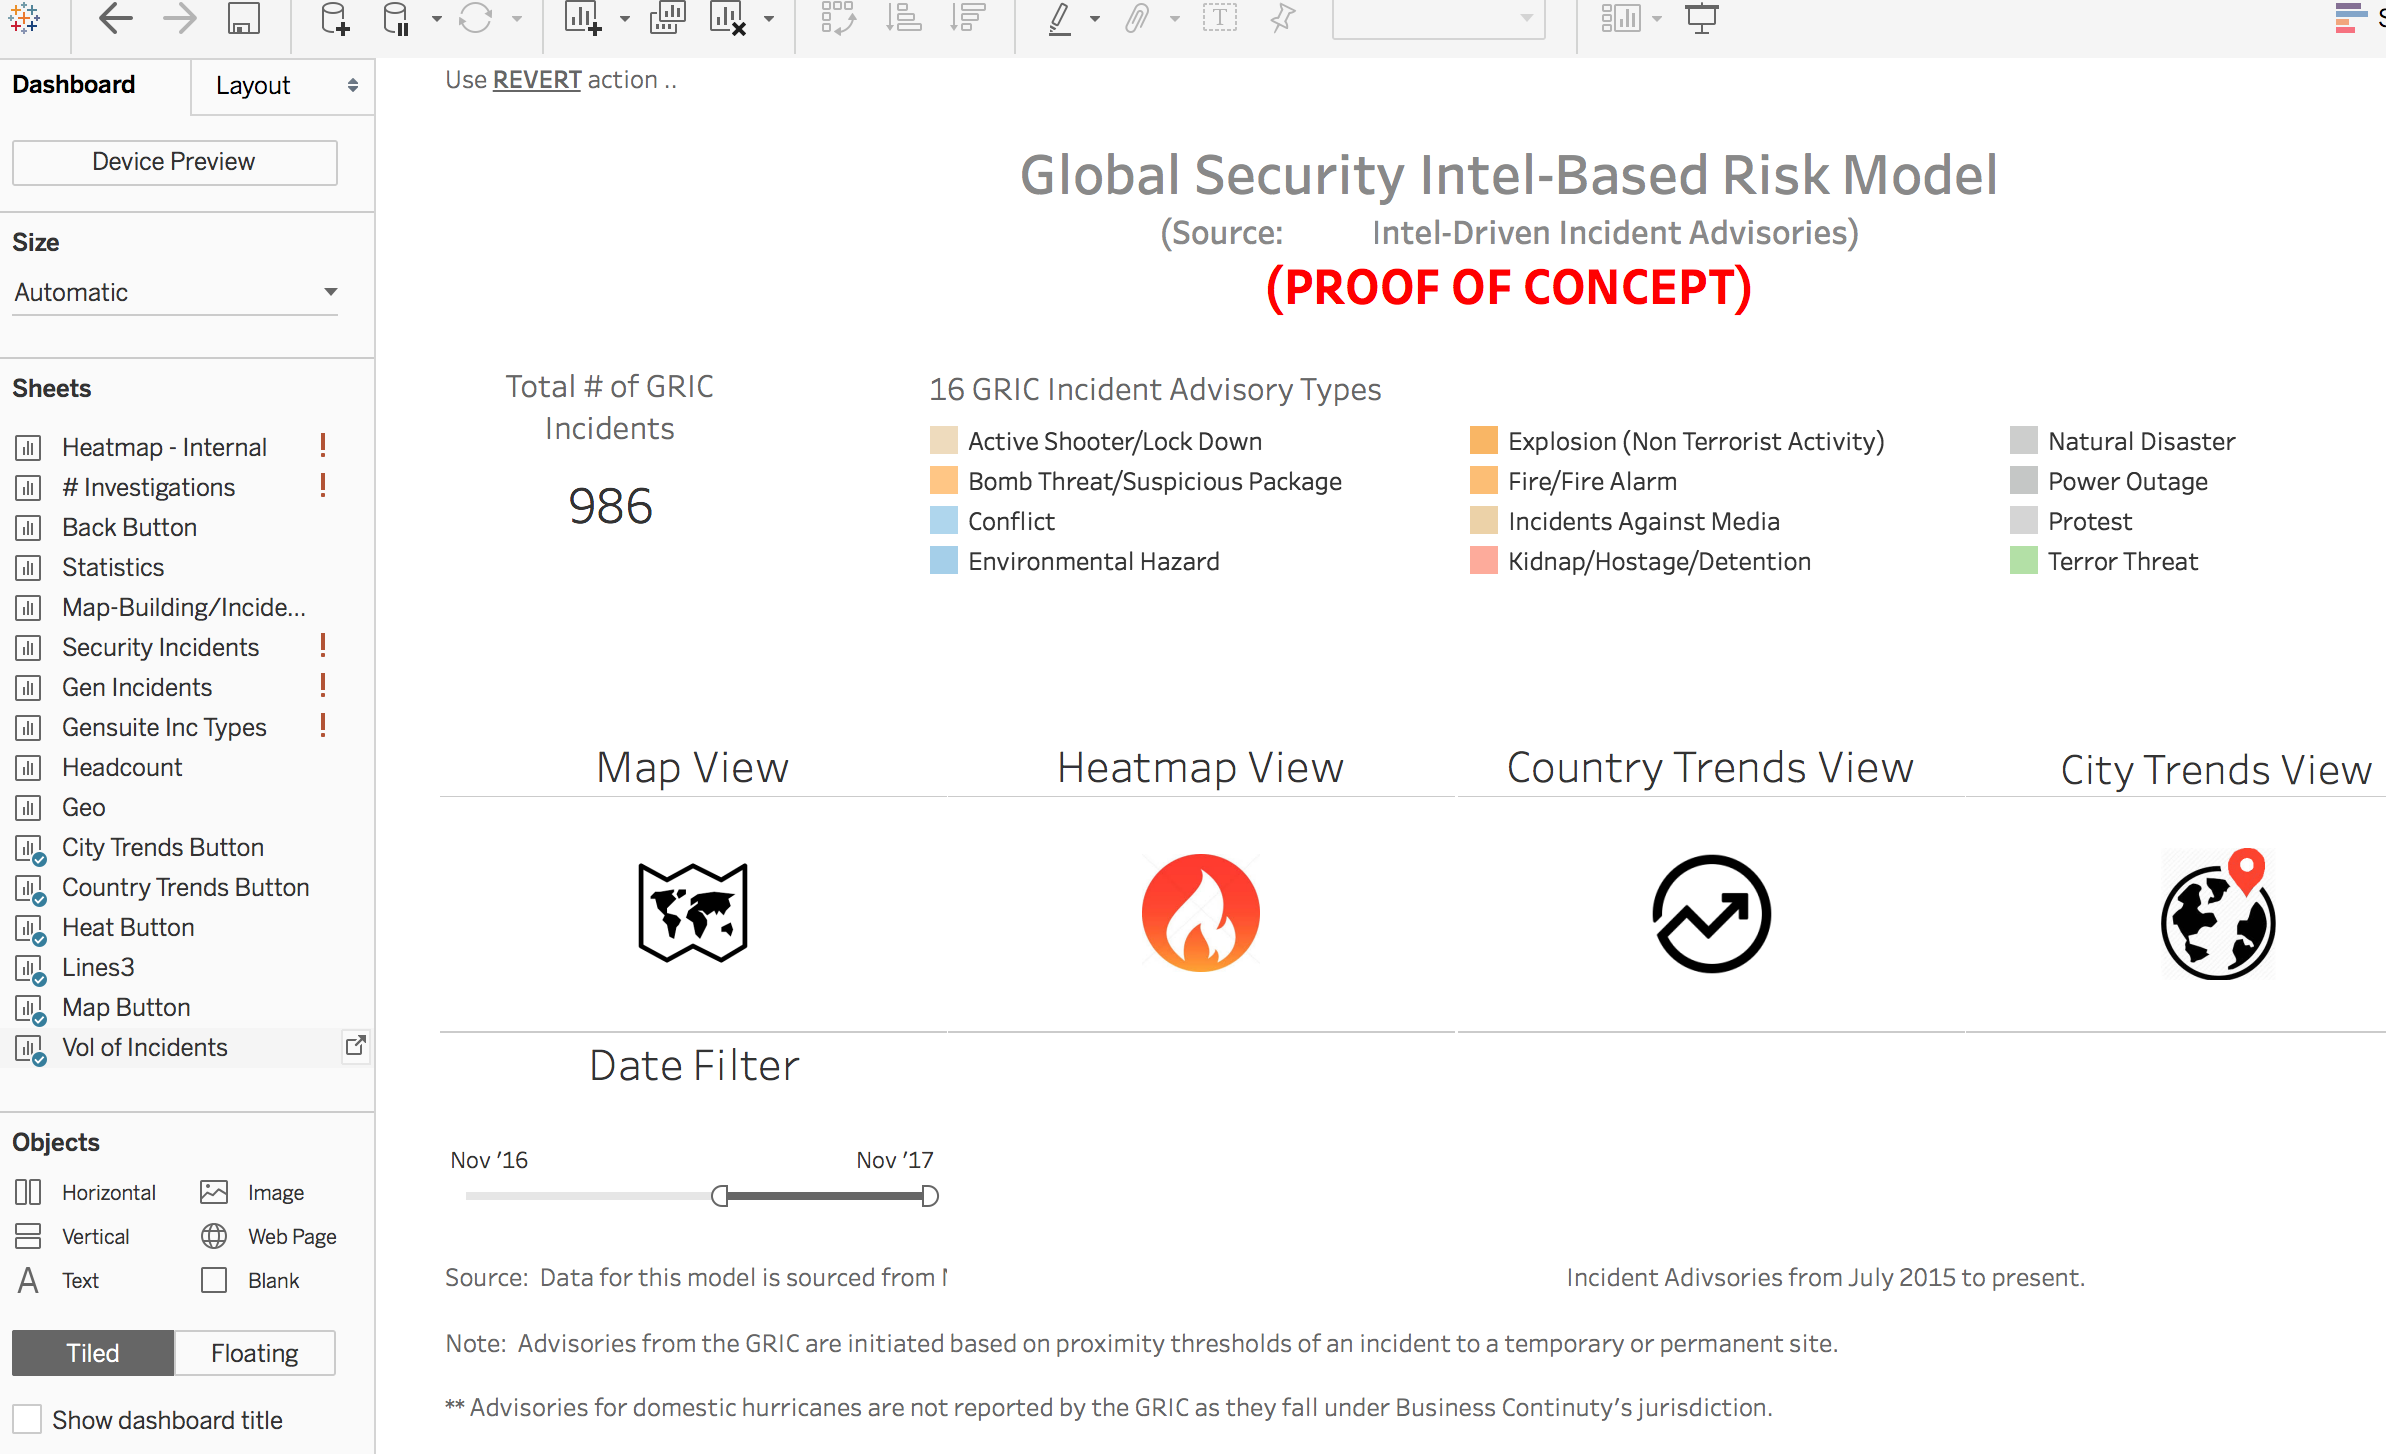 Dashboard
Layout
Device Preview
Size
Automatic
Sheets
Heatmap - Internal
# Investigations
Back Button
Statistics
Map-Building/Incide...
Security Incidents
Gen Incidents
Gensuite Inc Types
Headcount
Geo
City Trends Button
Country Trends Button
Heat Button
Lines3
Map Button
Vol of Incidents
Objects
Horizontal
Image
Vertical
Web Page
A Text
Blank
Tiled
Floating
Show dashboard title
Use REVERT action ..
Global Security Intel-Based Risk Model
(Source: Intel-Driven Incident Advisories)
(PROOF OF CONCEPT)
Total # of GRIC
Incidents
986
16 GRIC Incident Advisory Types
Active Shooter/Lock Down
Bomb Threat/Suspicious Package
Conflict
Environmental Hazard
Explosion (Non Terrorist Activity)
Fire/Fire Alarm
Incidents Against Media
Kidnap/Hostage/Detention
Natural Disaster
Power Outage
Protest
Terror Threat
Map View
Heatmap View
Country Trends View
City Trends View
Date Filter
Nov '16
Nov '17
Source: Data for this model is sourced from Incident Adivsories from July 2015 to present.
Note: Advisories from the GRIC are initiated based on proximity thresholds of an incident to a temporary or permanent site.
** Advisories for domestic hurricanes are not reported by the GRIC as they fall under Business Continuty's jurisdiction.